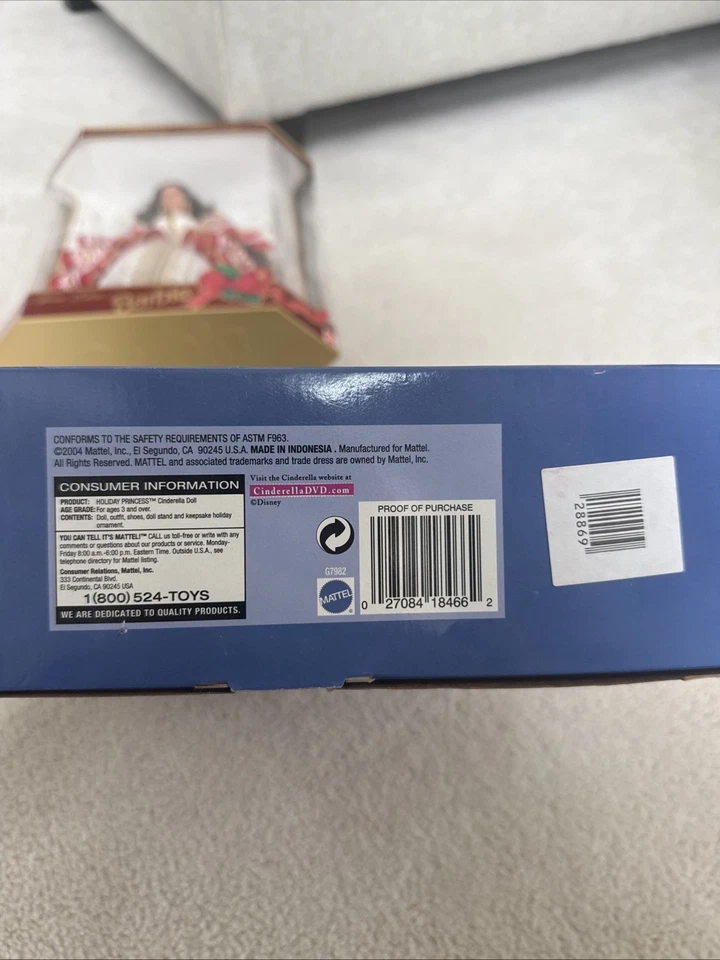 Barbie
CONFORMS TO THE SAFETY REQUIREMENTS OF ASTM F963.
©2004 Mattel, Inc., El Segundo, CA 90245 U.S.A. MADE IN INDONESIA. Manufactured for Mattel.
All Rights Reserved. MATTEL and associated trademarks and trade dress are owned by Mattel, Inc.
CONSUMER INFORMATION
PRODUCT: HOLIDAY PRINCESS™ Cinderella Doll
AGE GRADE: For ages 3 and over.
CONTENTS: Doll, outfit, shoes, doll stand and keepsake holiday
ornament.
YOU CAN TELL IT'S MATTEL!™ CALL us toll-free or write with any
comments or questions about our products or service. Monday-
Friday 8:00 a.m.-6:00 p.m. Eastern Time. Outside U.S.A., see
telephone directory for Mattel listing.
Consumer Relations, Mattel, Inc.
333 Continental Blvd.
El Segundo, CA 90245 USA
1(800) 524-TOYS
WE ARE DEDICATED TO QUALITY PRODUCTS.
Visit the Cinderella website at
CinderellaDVD.com
©Disney
G7982
MATTEL
®
PROOF OF PURCHASE
0 27084 18466 2
28869